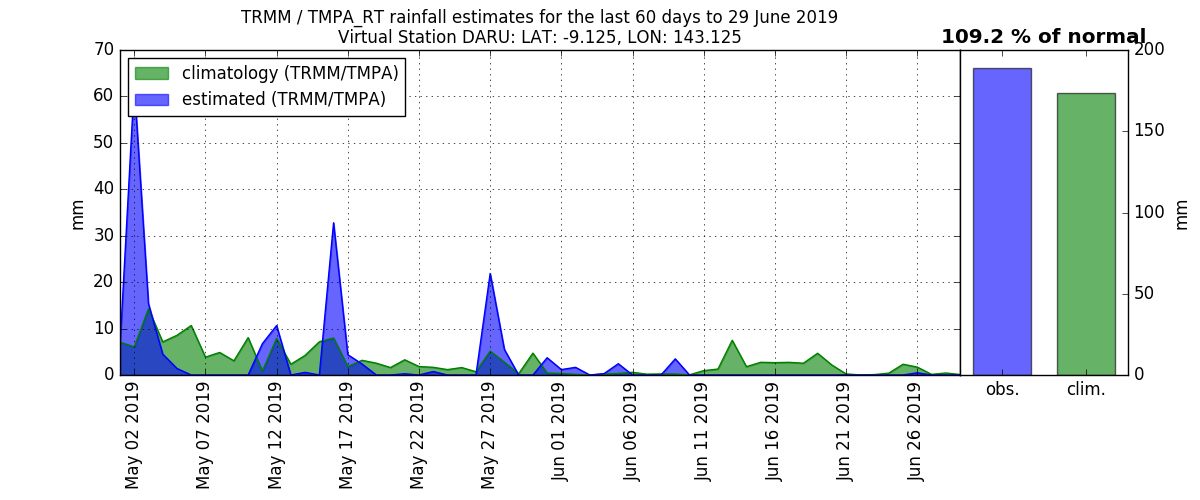 TRMM / TMPA_RT rainfall estimates for the last 60 days to 29 June 2019
Virtual Station DARU: LAT: -9.125, LON: 143.125
109.2 % of normal
climatology (TRMM/TMPA)
estimated (TRMM/TMPA)
70
60
50
40
30
20
10
0
mm
May 02 2019
May 07 2019
May 12 2019
May 17 2019
May 22 2019
May 27 2019
Jun 01 2019
Jun 06 2019
Jun 11 2019
Jun 16 2019
Jun 21 2019
Jun 26 2019
200
150
100
50
0
mm
obs.
clim.